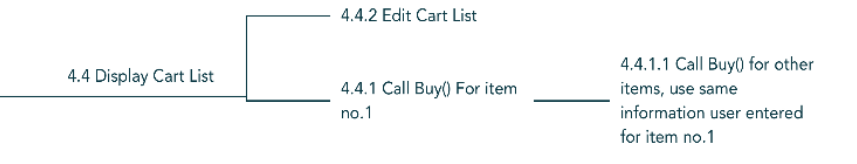 4.4.2 Edit Cart List
4.4 Display Cart List
4.4.1 Call Buy() For item
no.1
4.4.1.1 Call Buy() for other
items, use same
information user entered
for item no.1